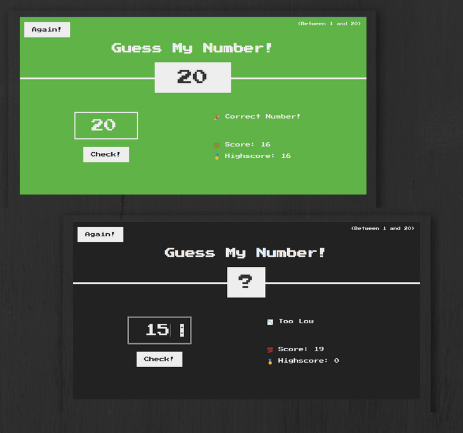 Again!
(Between 1 and 20)
Guess My Number!
20
20
Correct Number!
Check!
Score: 16
Highscore: 16
Again!
(Between 1 and 20)
Guess My Number!
?
15
Too Low
Check!
Score: 19
Highscore: 0